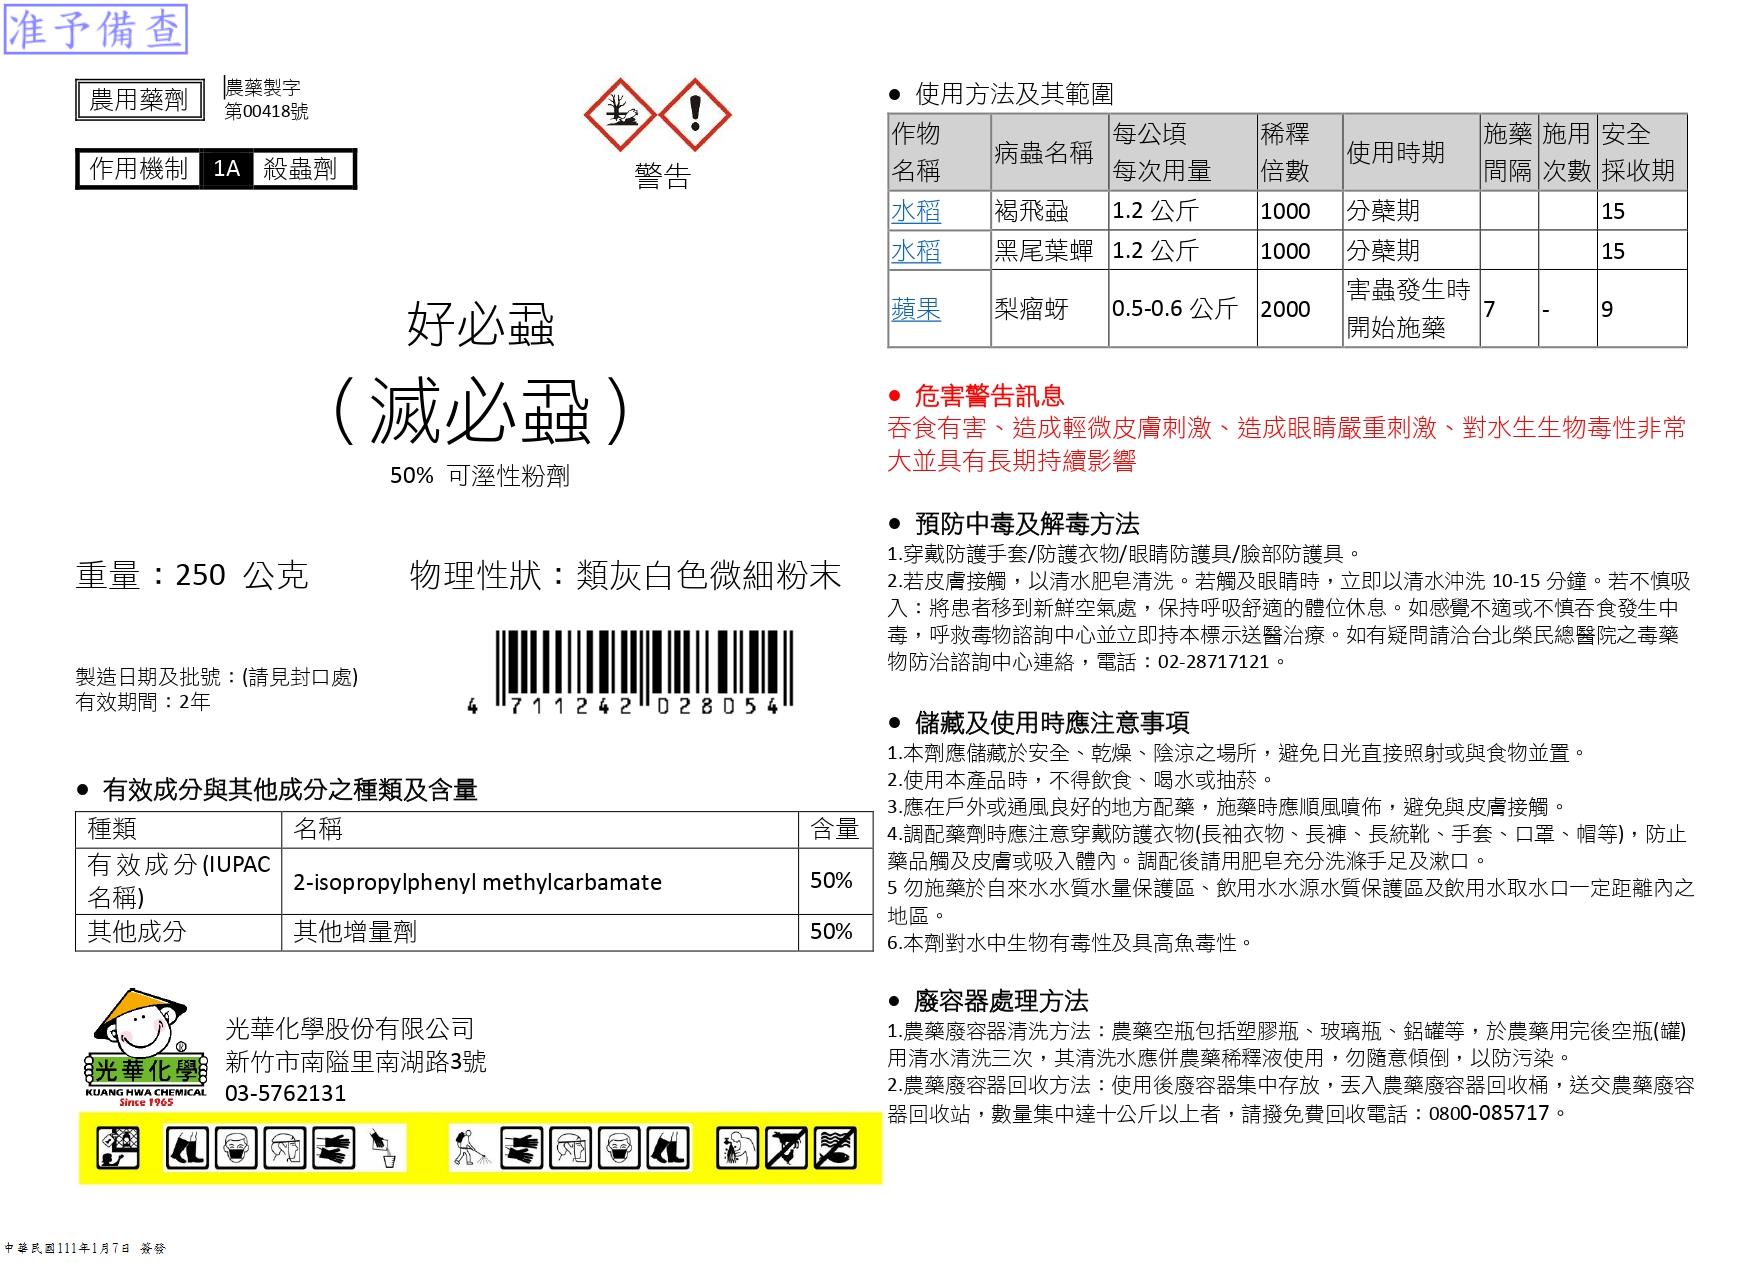 准予備查
農用藥劑
農藥製字
第00418號
作用機制 1A 殺蟲劑
警告
好必蝨
（滅必蝨）
50% 可溼性粉劑
重量：250 公克 物理性狀：類灰白色微細粉末
製造日期及批號：(請見封口處)
有效期間：2年
4 711242 028054
● 有效成分與其他成分之種類及含量
種類 名稱 含量
有效成分(IUPAC
名稱) 2-isopropylphenyl methylcarbamate 50%
其他成分 其他增量劑 50%
光華化學
®
KUANG HWA CHEMICAL
Since 1965
光華化學股份有限公司
新竹市南隘里南湖路3號
03-5762131
● 使用方法及其範圍
作物 每公頃 稀釋 施藥 施用 安全
病蟲名稱 使用時期
名稱 每次用量 倍數 間隔 次數 採收期
水稻 褐飛蝨 1.2 公斤 1000 分蘗期 15
水稻 黑尾葉蟬 1.2 公斤 1000 分蘗期 15
害蟲發生時
蘋果 梨瘤蚜 0.5-0.6 公斤 2000 7 - 9
開始施藥
● 危害警告訊息
吞食有害、造成輕微皮膚刺激、造成眼睛嚴重刺激、對水生生物毒性非常
大並具有長期持續影響
● 預防中毒及解毒方法
1.穿戴防護手套/防護衣物/眼睛防護具/臉部防護具。
2.若皮膚接觸，以清水肥皂清洗。若觸及眼睛時，立即以清水沖洗 10-15 分鐘。若不慎吸
入：將患者移到新鮮空氣處，保持呼吸舒適的體位休息。如感覺不適或不慎吞食發生中
毒，呼救毒物諮詢中心並立即持本標示送醫治療。如有疑問請洽台北榮民總醫院之毒藥
物防治諮詢中心連絡，電話：02-28717121。
● 儲藏及使用時應注意事項
1.本劑應儲藏於安全、乾燥、陰涼之場所，避免日光直接照射或與食物並置。
2.使用本產品時，不得飲食、喝水或抽菸。
3.應在戶外或通風良好的地方配藥，施藥時應順風噴佈，避免與皮膚接觸。
4.調配藥劑時應注意穿戴防護衣物(長袖衣物、長褲、長統靴、手套、口罩、帽等)，防止
藥品觸及皮膚或吸入體內。調配後請用肥皂充分洗滌手足及漱口。
5 勿施藥於自來水水質水量保護區、飲用水水源水質保護區及飲用水取水口一定距離內之
地區。
6.本劑對水中生物有毒性及具高魚毒性。
● 廢容器處理方法
1.農藥廢容器清洗方法：農藥空瓶包括塑膠瓶、玻璃瓶、鋁罐等，於農藥用完後空瓶(罐)
用清水清洗三次，其清洗水應併農藥稀釋液使用，勿隨意傾倒，以防污染。
2.農藥廢容器回收方法：使用後廢容器集中存放，丟入農藥廢容器回收桶，送交農藥廢容
器回收站，數量集中達十公斤以上者，請撥免費回收電話：0800-085717。
中華民國111年1月7日 簽發